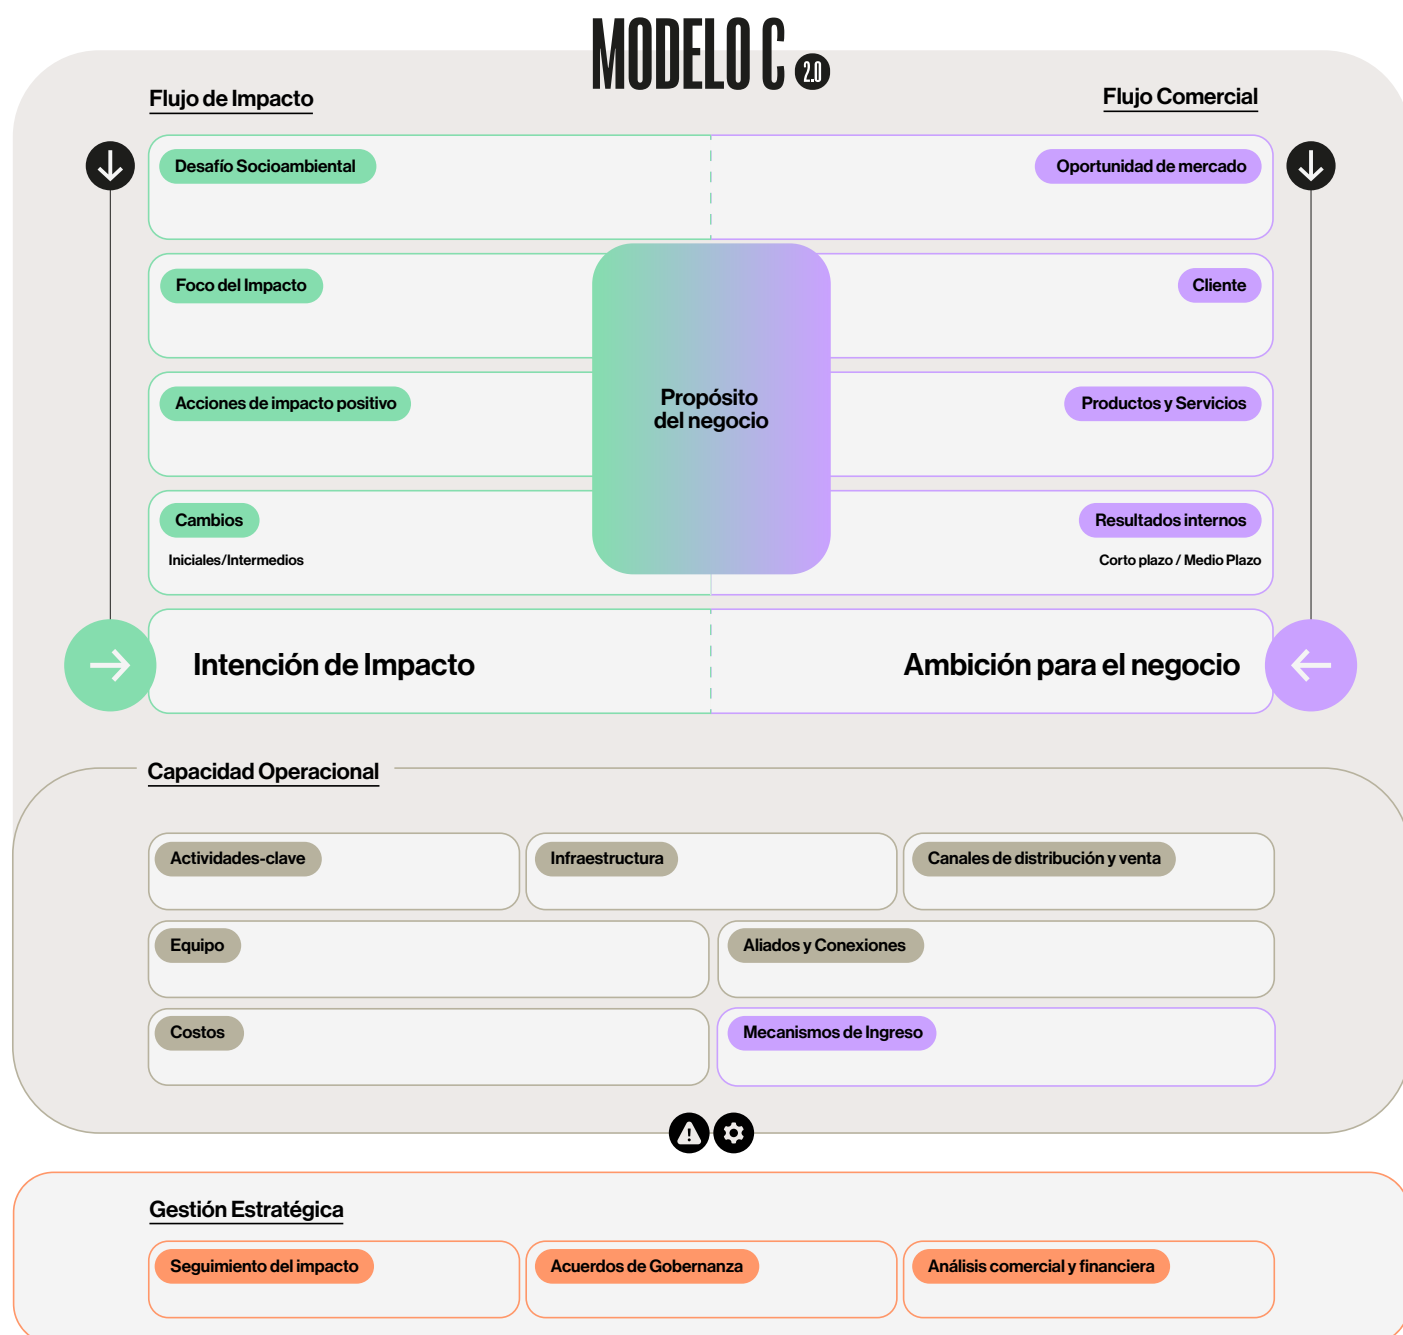 MODELO C 2.0
Flujo de Impacto
Flujo Comercial
Desafío Socioambiental
Oportunidad de mercado
Foco del Impacto
Cliente
Acciones de impacto positivo
Productos y Servicios
Propósito
del negocio
Cambios
Iniciales/Intermedios
Resultados internos
Corto plazo / Medio Plazo
Intención de Impacto
Ambición para el negocio
Capacidad Operacional
Actividades-clave
Infraestructura
Canales de distribución y venta
Equipo
Aliados y Conexiones
Costos
Mecanismos de Ingreso
Gestión Estratégica
Seguimiento del impacto
Acuerdos de Gobernanza
Análisis comercial y financiera